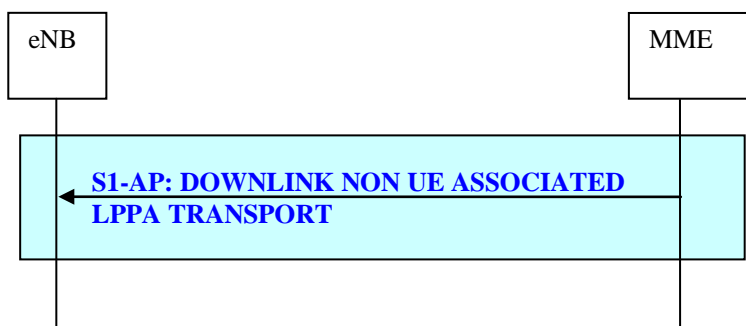 eNB
MME
S1-AP: DOWNLINK NON UE ASSOCIATED
LPPA TRANSPORT